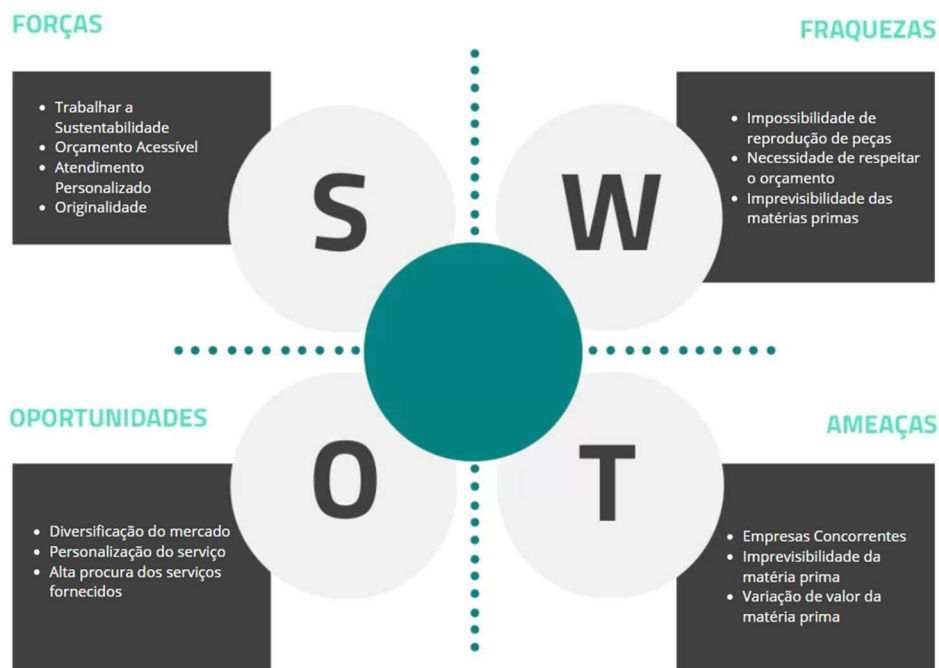 FORÇAS
• Trabalhar a
Sustentabilidade
• Orçamento Acessível
• Atendimento
Personalizado
• Originalidade
S
FRAQUEZAS
• Impossibilidade de
reprodução de peças
• Necessidade de respeitar
o orçamento
• Imprevisibilidade das
matérias primas
W
OPORTUNIDADES
• Diversificação do mercado
• Personalização do serviço
• Alta procura dos serviços
fornecidos
O
AMEAÇAS
• Empresas Concorrentes
• Imprevisibilidade da
matéria prima
• Variação de valor da
matéria prima
T